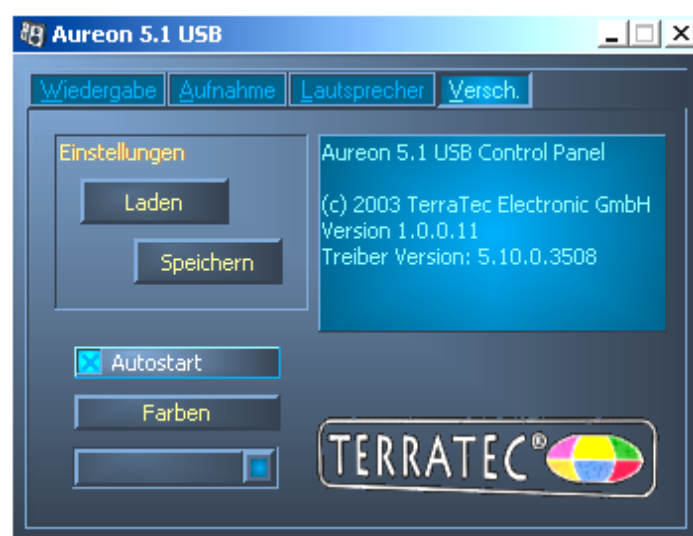 Aureon 5.1 USB
Wiedergabe Aufnahme Lautsprecher Versch.
Einstellungen
Laden
Speichern
Aureon 5.1 USB Control Panel
(c) 2003 TerraTec Electronic GmbH
Version 1.0.0.11
Treiber Version: 5.10.0.3508
Autostart
Farben
TERRATEC®